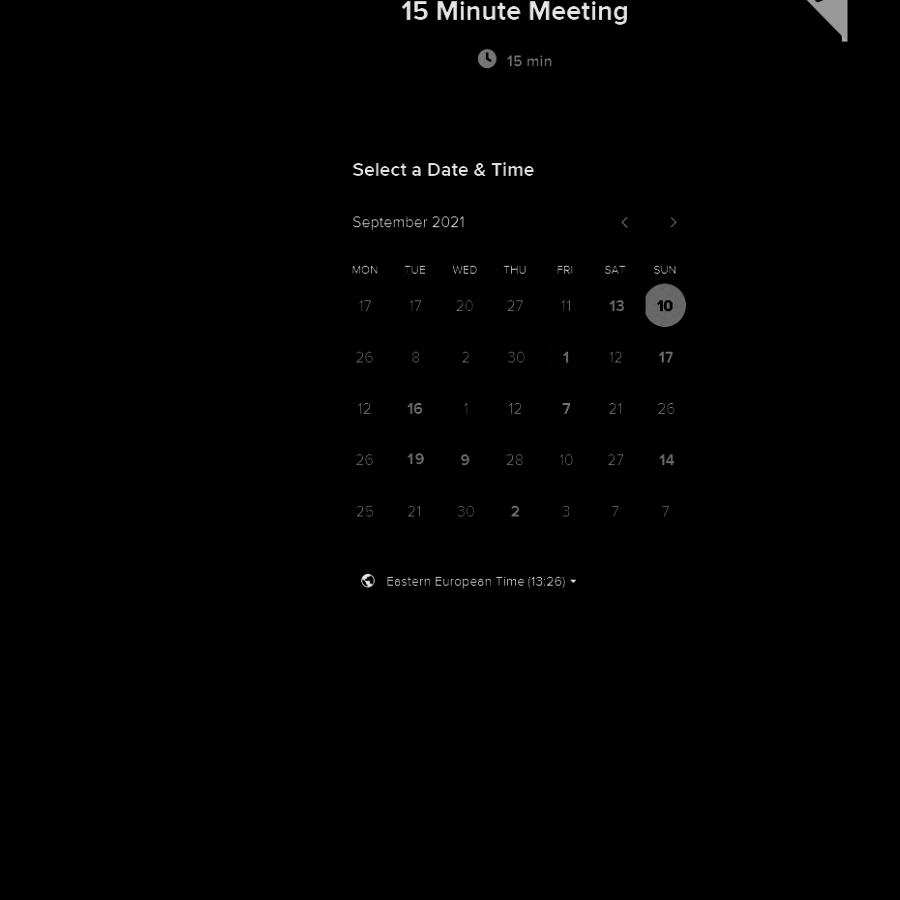 15 Minute Meeting
15 min
Select a Date & Time
September 2021
MON TUE WED THU FRI SAT SUN
17 17 20 27 11 13 10
26 8 2 30 1 12 17
12 16 1 12 7 21 26
26 19 9 28 10 27 14
25 21 30 2 3 7 7
Eastern European Time (13:26)